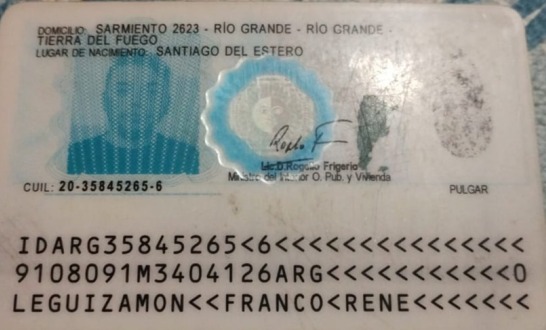 DOMICILIO: SARMIENTO 2623 - RÍO GRANDE - RÍO GRANDE -
TIERRA DEL FUEGO
LUGAR DE NACIMIENTO: SANTIAGO DEL ESTERO
Lic.D.Rogelio Frigerio
Ministro del Interior O. Pub. y Vivienda
CUIL: 20-35845265-6
PULGAR
IDARG35845265<6<<<<<<<<<<<<<<<
9108091M3404126ARG<<<<<<<<<<<0
LEGUIZAMON<<FRANCO<RENE<<<<<<<